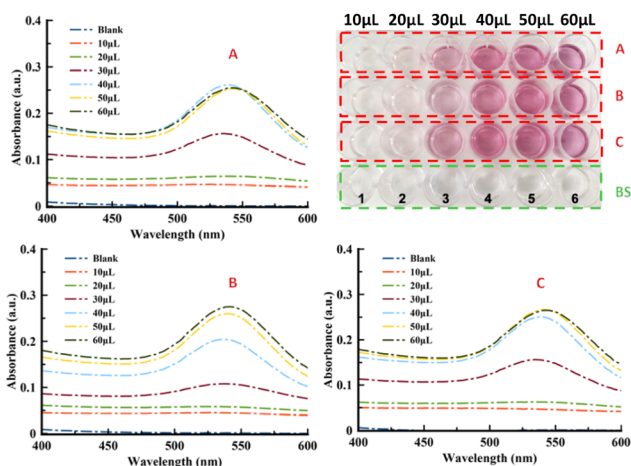 Absorbance (a.u.)
0.4
0.3
0.2
0.1
0
Blank
10μL
20μL
30μL
40μL
50μL
60μL
A
400
450
500
550
600
Wavelength (nm)
10μL 20μL 30μL 40μL 50μL 60μL
A
B
C
1 2 3 4 5 6
BS
Absorbance (a.u.)
0.4
0.3
0.2
0.1
0
Blank
10μL
20μL
30μL
40μL
50μL
60μL
B
400
450
500
550
600
Wavelength (nm)
Absorbance (a.u.)
0.4
0.3
0.2
0.1
0
Blank
10μL
20μL
30μL
40μL
50μL
60μL
C
400
450
500
550
600
Wavelength (nm)